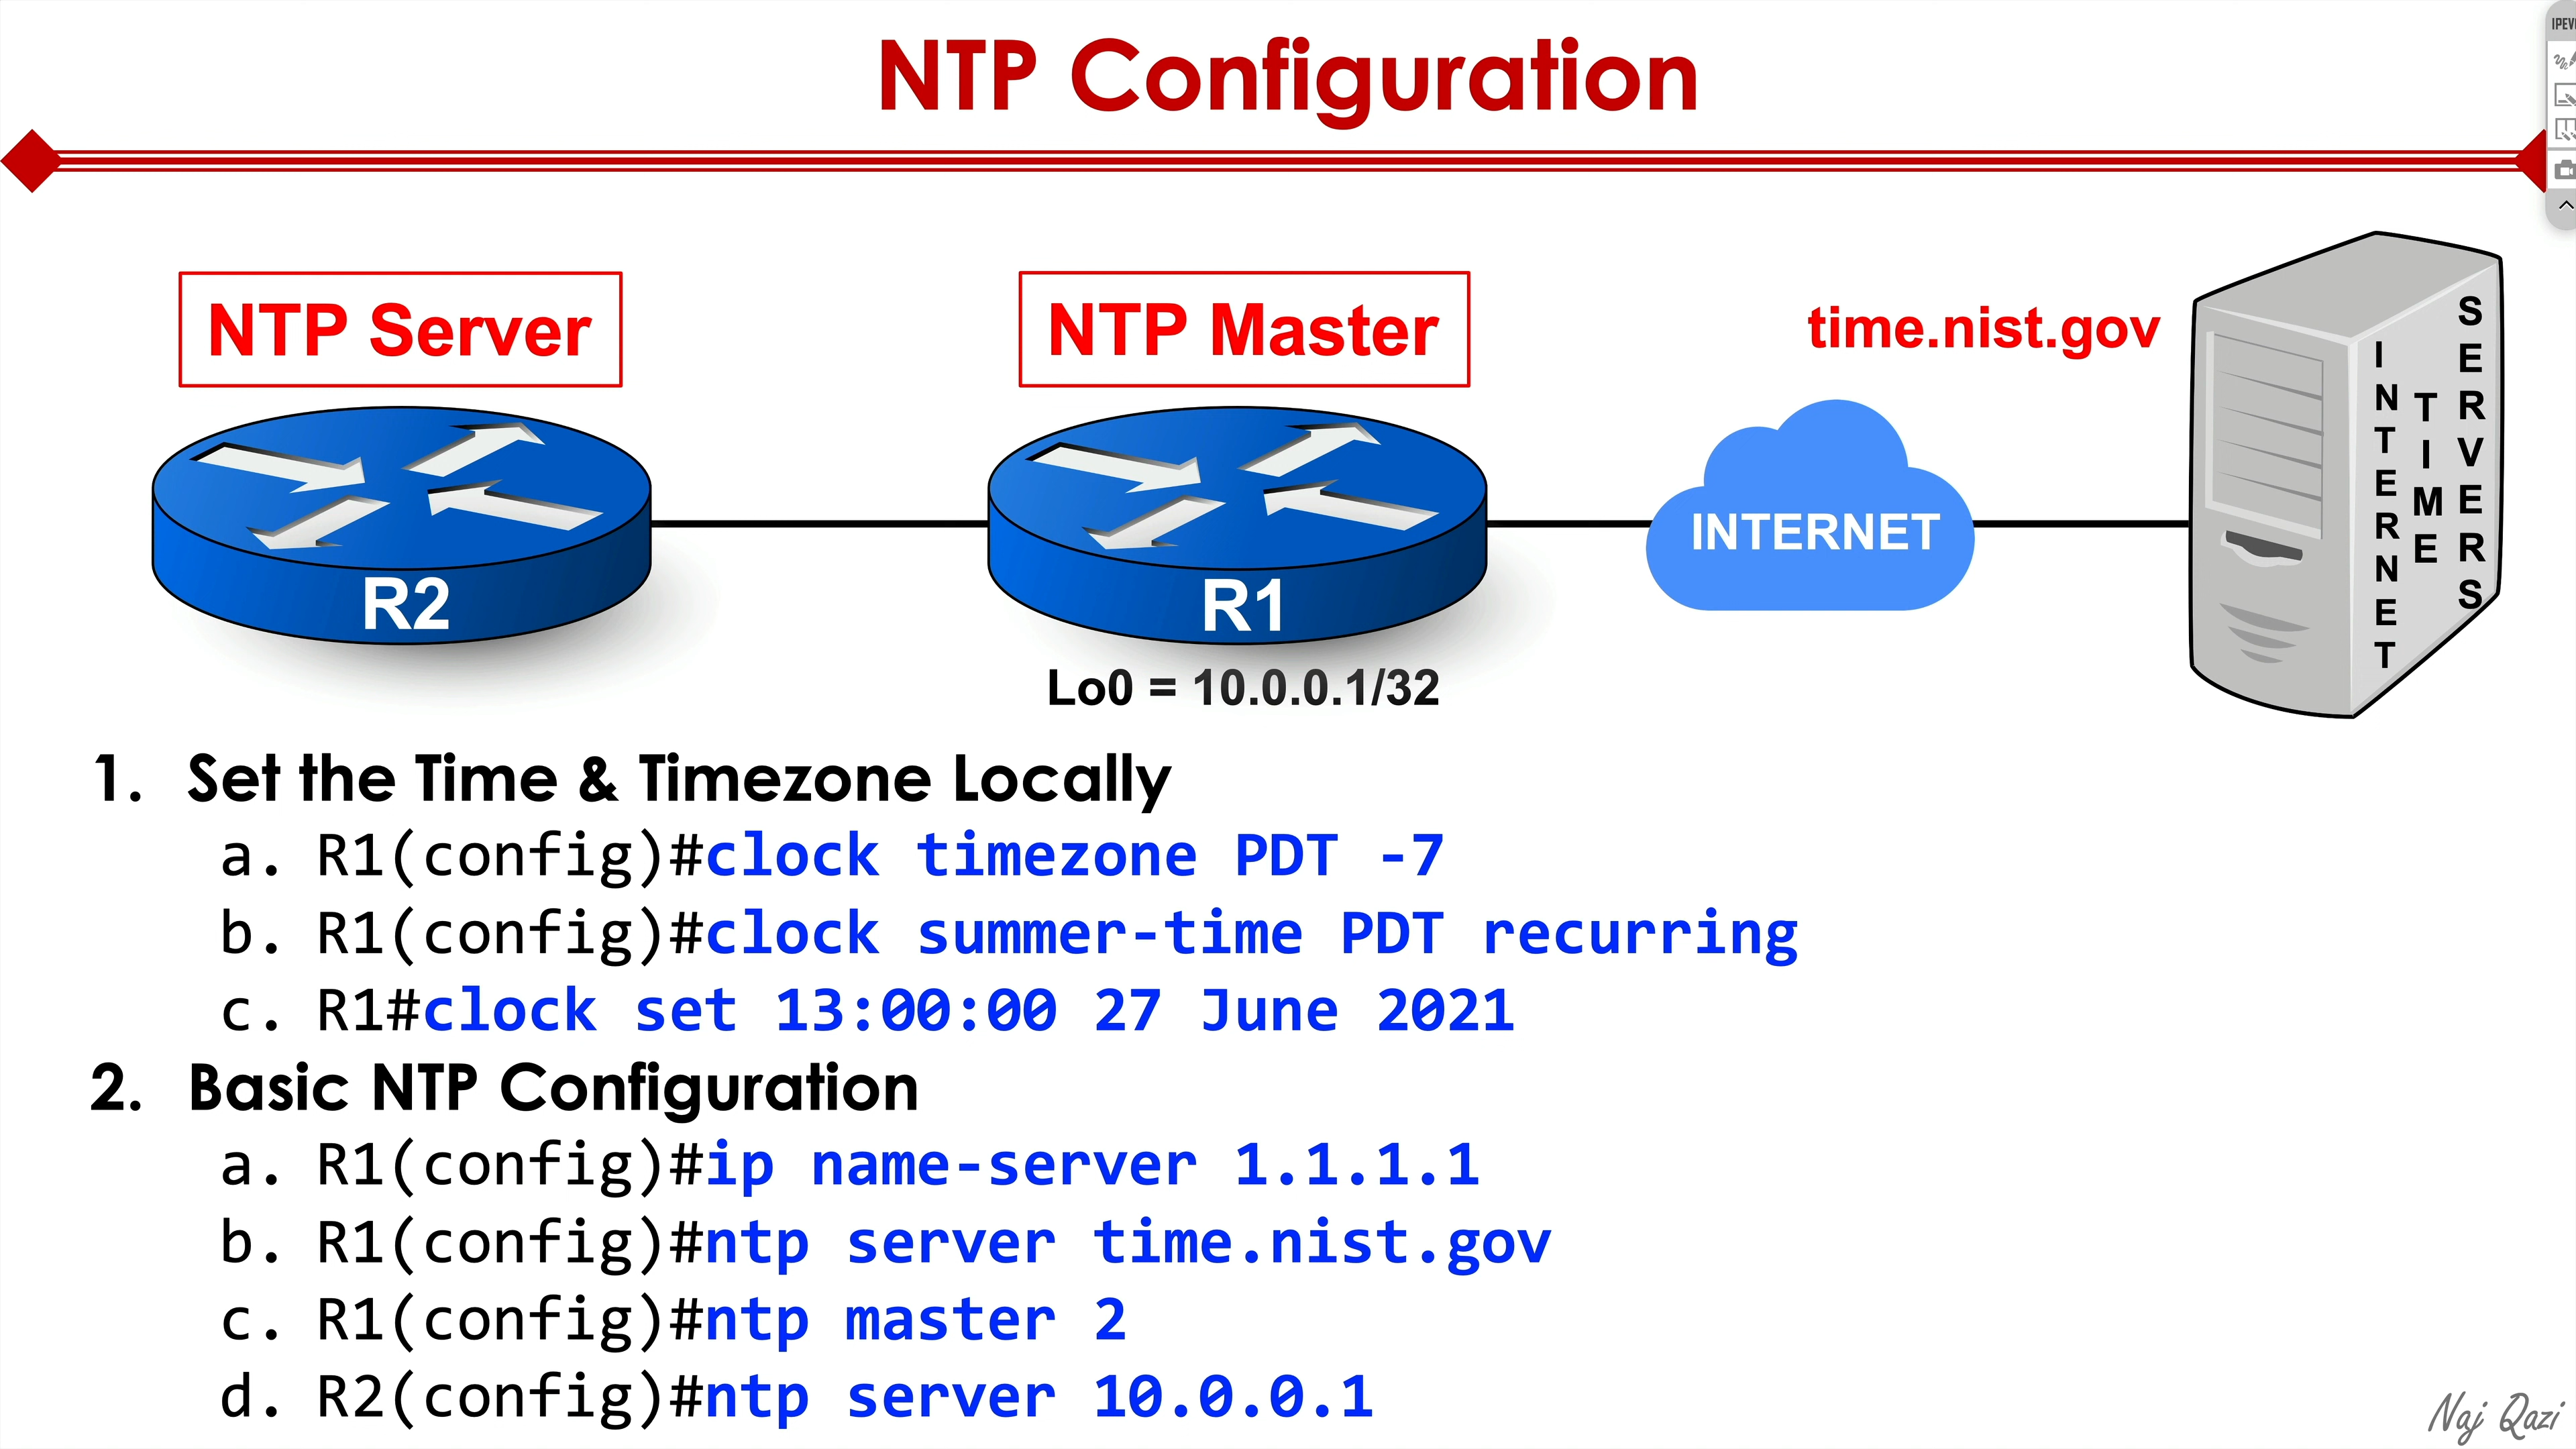 NTP Configuration
IPEV
NTP Server
NTP Master
time.nist.gov
INTERNET
TIME
SERVERS
INTERNET
R2
R1
Lo0 = 10.0.0.1/32
1. Set the Time & Timezone Locally
a. R1(config)#clock timezone PDT -7
b. R1(config)#clock summer-time PDT recurring
c. R1#clock set 13:00:00 27 June 2021
2. Basic NTP Configuration
a. R1(config)#ip name-server 1.1.1.1
b. R1(config)#ntp server time.nist.gov
c. R1(config)#ntp master 2
d. R2(config)#ntp server 10.0.0.1
Naj Qazi